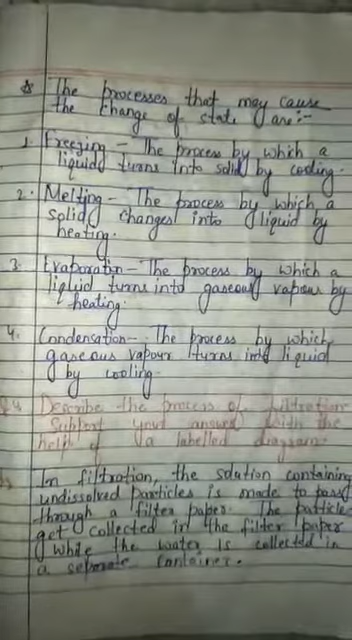 The processes that may cause
the change of state are:-
1. Freezing - The process by which a
liquid turns into solid by cooling.
2. Melting - The process by which a
solid changes into liquid by
heating.
3. Evaporation - The process by which a
liquid turns into gaseous vapours by
heating.
4. Condensation - The process by which
gaseous vapour turns into liquid
by cooling.
Describe the process of filtration.
Support your answer with the
help of a labelled diagram.
In filtration, the solution containing
undissolved particles is made to pass
through a filter paper. The particles
get collected in the filter paper
while the water is collected in
a seperate container.